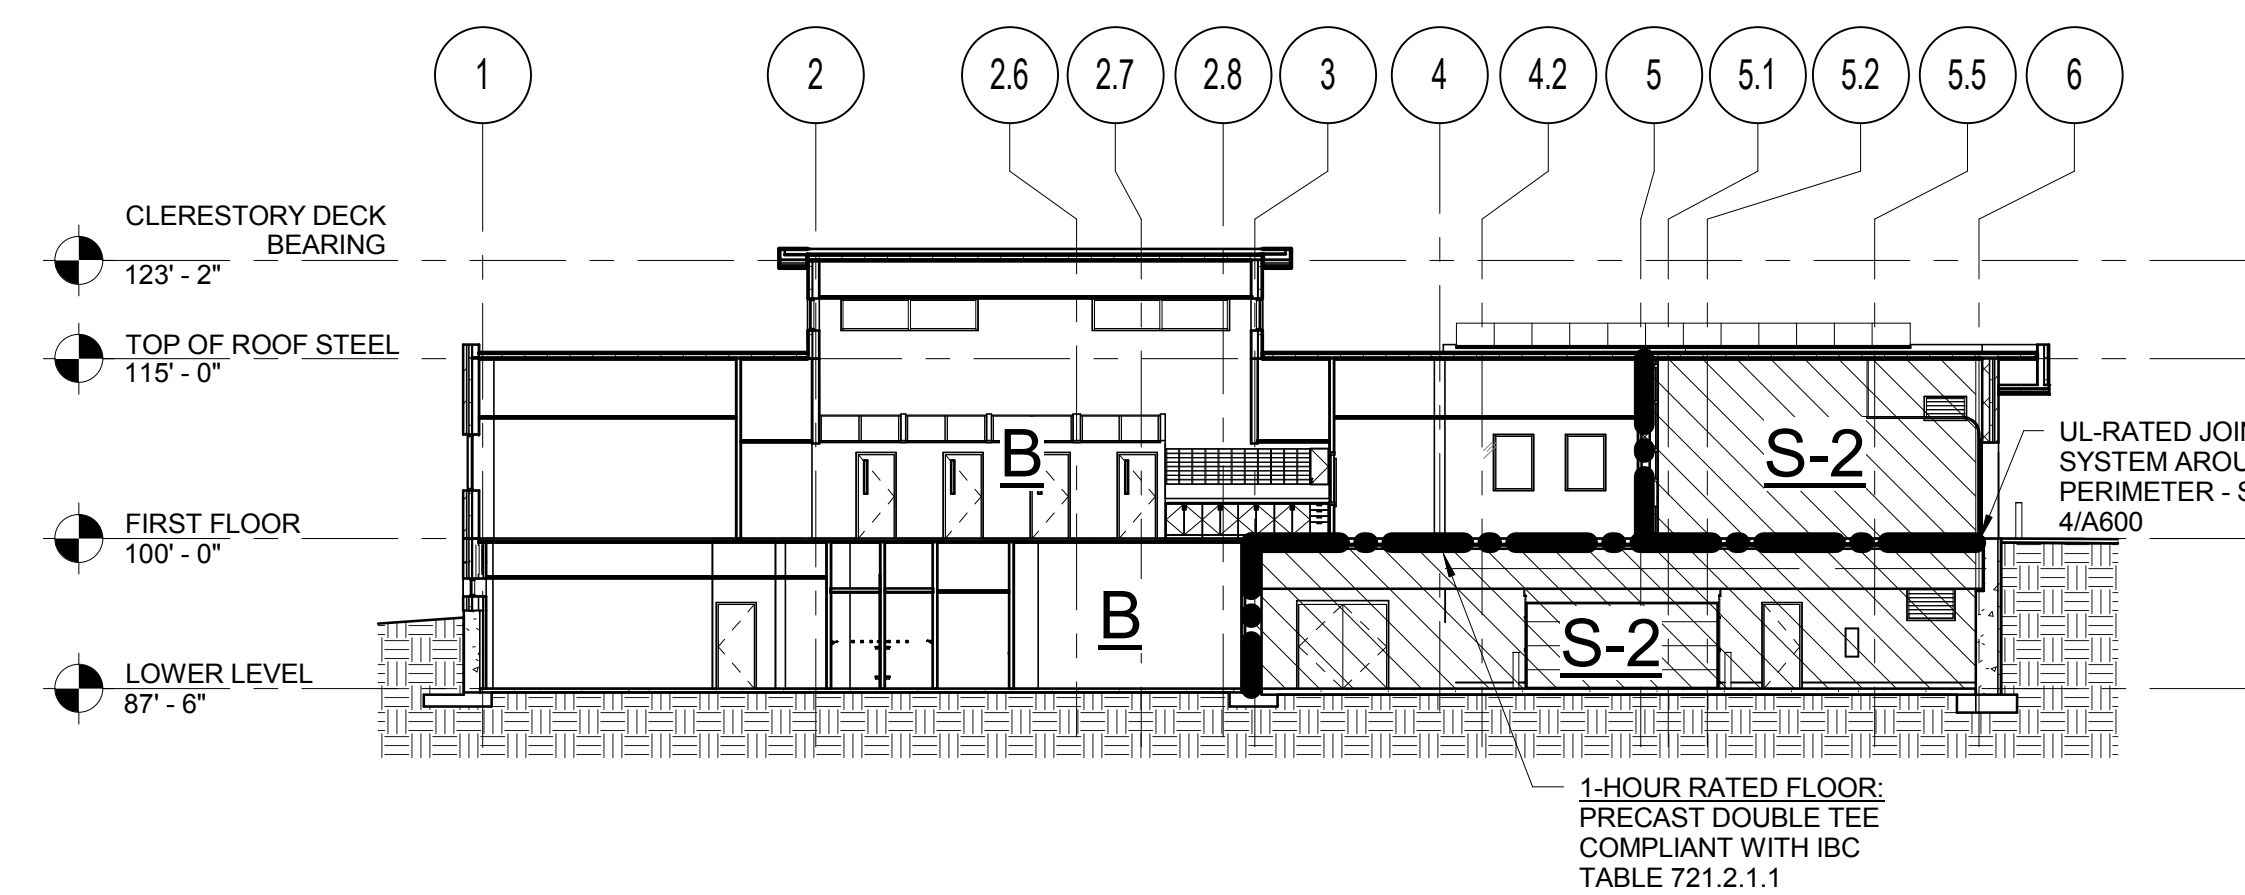 1
2
2.6
2.7
2.8
3
4
4.2
5
5.1
5.2
5.5
6
CLERESTORY DECK
BEARING
123' - 2"
TOP OF ROOF STEEL
115' - 0"
FIRST FLOOR
100' - 0"
LOWER LEVEL
87' - 6"
B
S-2
B
S-2
UL-RATED
SYSTEM
PERIMETER -
4/A600
1-HOUR RATED FLOOR:
PRECAST DOUBLE TEE
COMPLIANT WITH IBC
TABLE 721.2.1.1